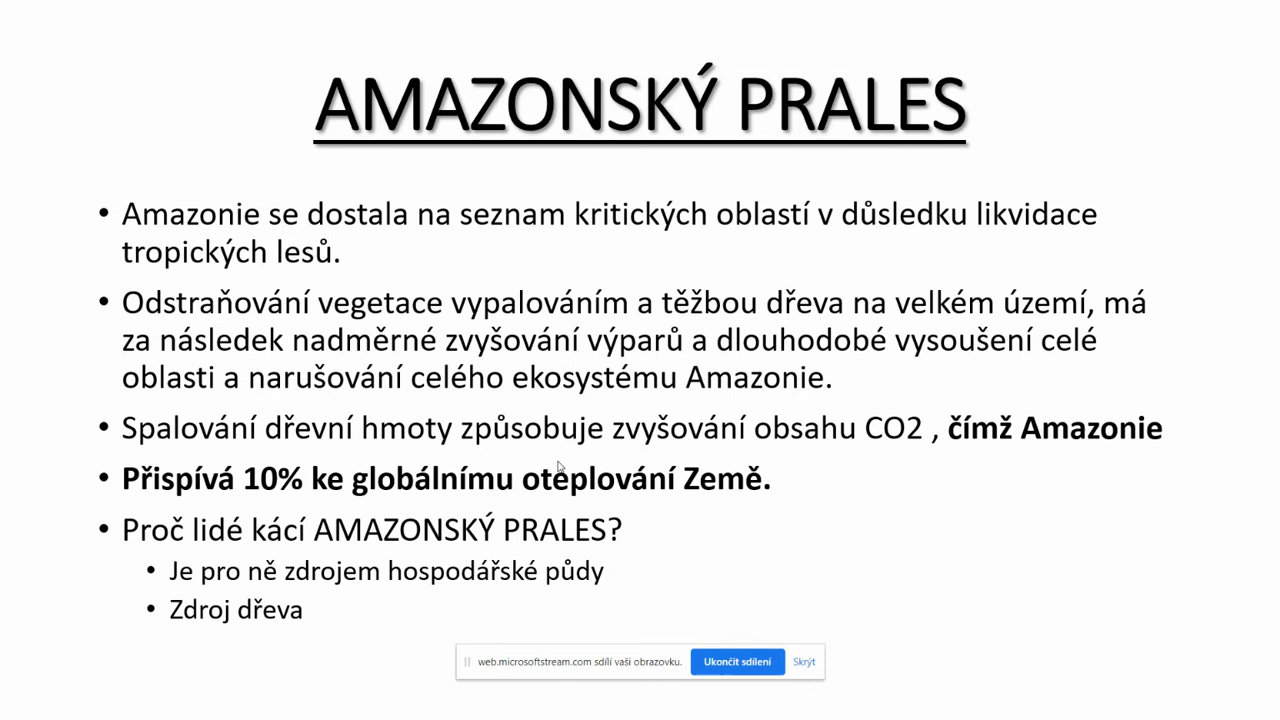 AMAZONSKÝ PRALES
• Amazonie se dostala na seznam kritických oblastí v důsledku likvidace
tropických lesů.
• Odstraňování vegetace vypalováním a těžbou dřeva na velkém území, má
za následek nadměrné zvyšování výparů a dlouhodobé vysoušení celé
oblasti a narušování celého ekosystému Amazonie.
• Spalování dřevní hmoty způsobuje zvyšování obsahu CO2 , čímž Amazonie
• Přispívá 10% ke globálnímu oteplování Země.
• Proč lidé kácí AMAZONSKÝ PRALES?
• Je pro ně zdrojem hospodářské půdy
• Zdroj dřeva
web.microsoftstream.com sdílí vaši obrazovku. Ukončit sdílení Skrýt